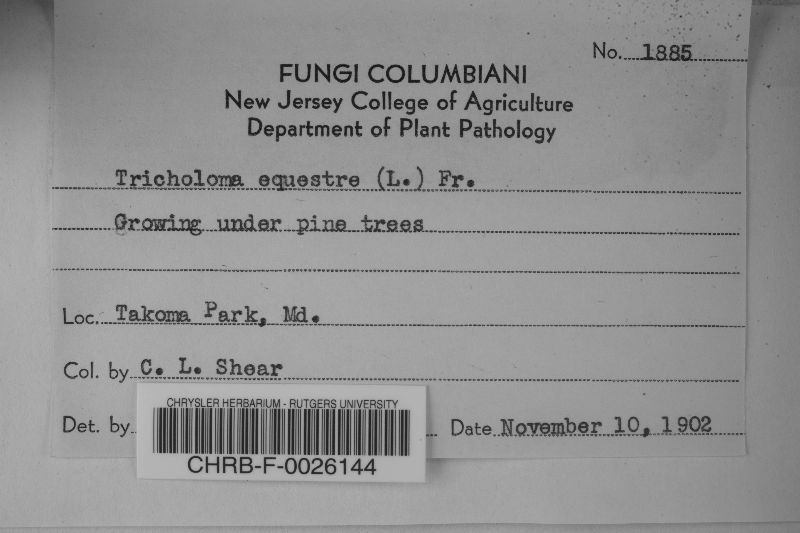 No. 1885
FUNGI COLUMBIANI
New Jersey College of Agriculture
Department of Plant Pathology
Tricholoma equestre (L.) Fr.
Growing under pine trees
Loc. Takoma Park, Md.
Col. by C. L. Shear
Det. by
Date November 10, 1902
CHRYSLER HERBARIUM - RUTGERS UNIVERSITY
CHRB-F-0026144